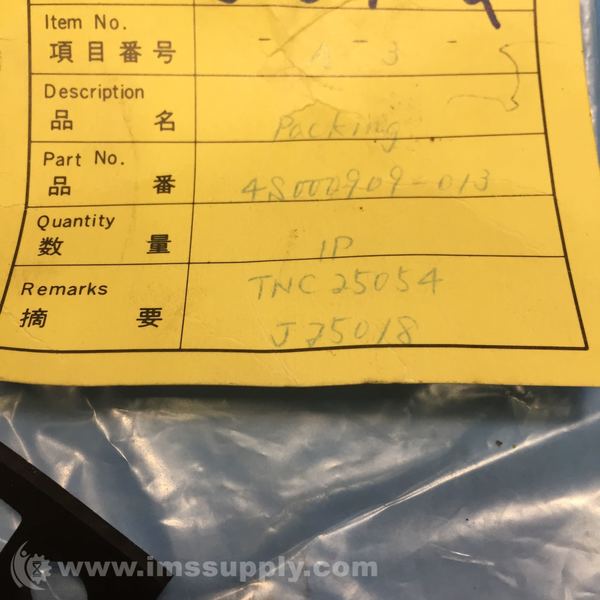 Item No.
項目番号 - A - 3 -
Description
品名 Packing
Part No.
品番 4S000909-013
Quantity
数量 1P
Remarks TNC 25054
摘要 J25018
www.imssupply.com